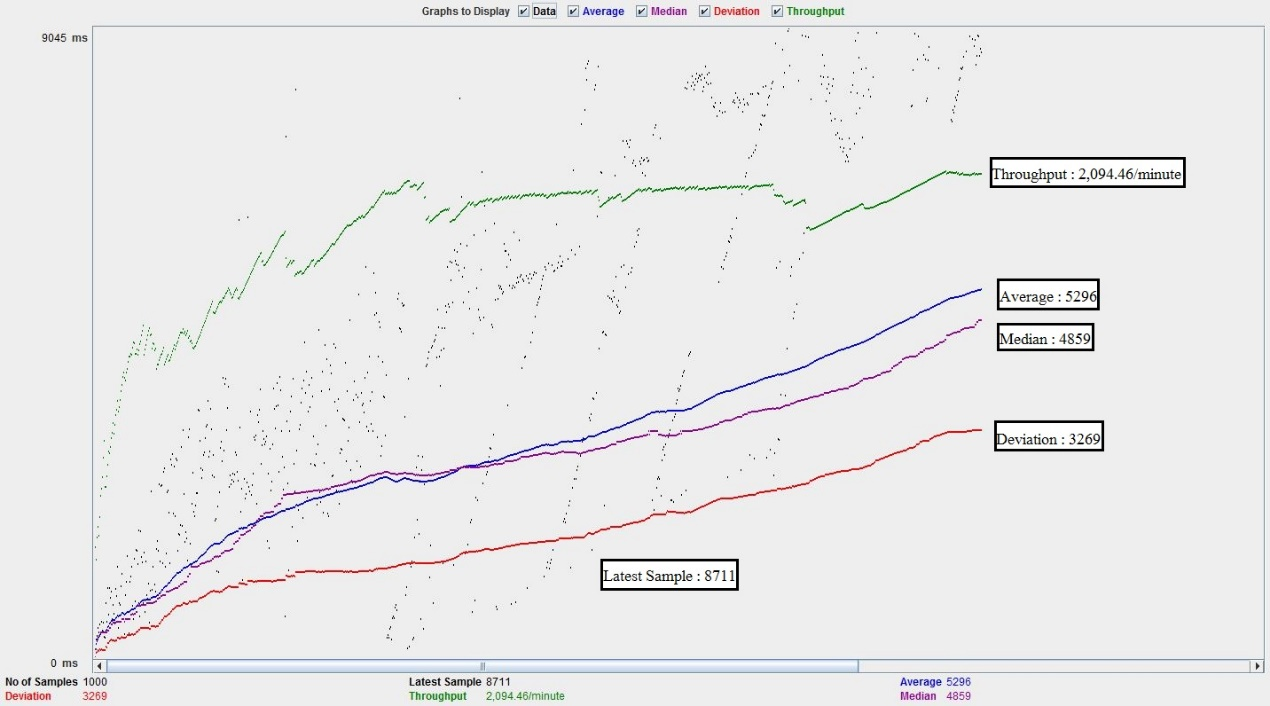 Graphs to Display Data Average Median Deviation Throughput
9045 ms
Throughput : 2,094.46/minute
Average : 5296
Median : 4859
Deviation : 3269
Latest Sample : 8711
0 ms
No of Samples 1000 Latest Sample 8711 Average 5296
Deviation 3269 Throughput 2,094.46/minute Median 4859